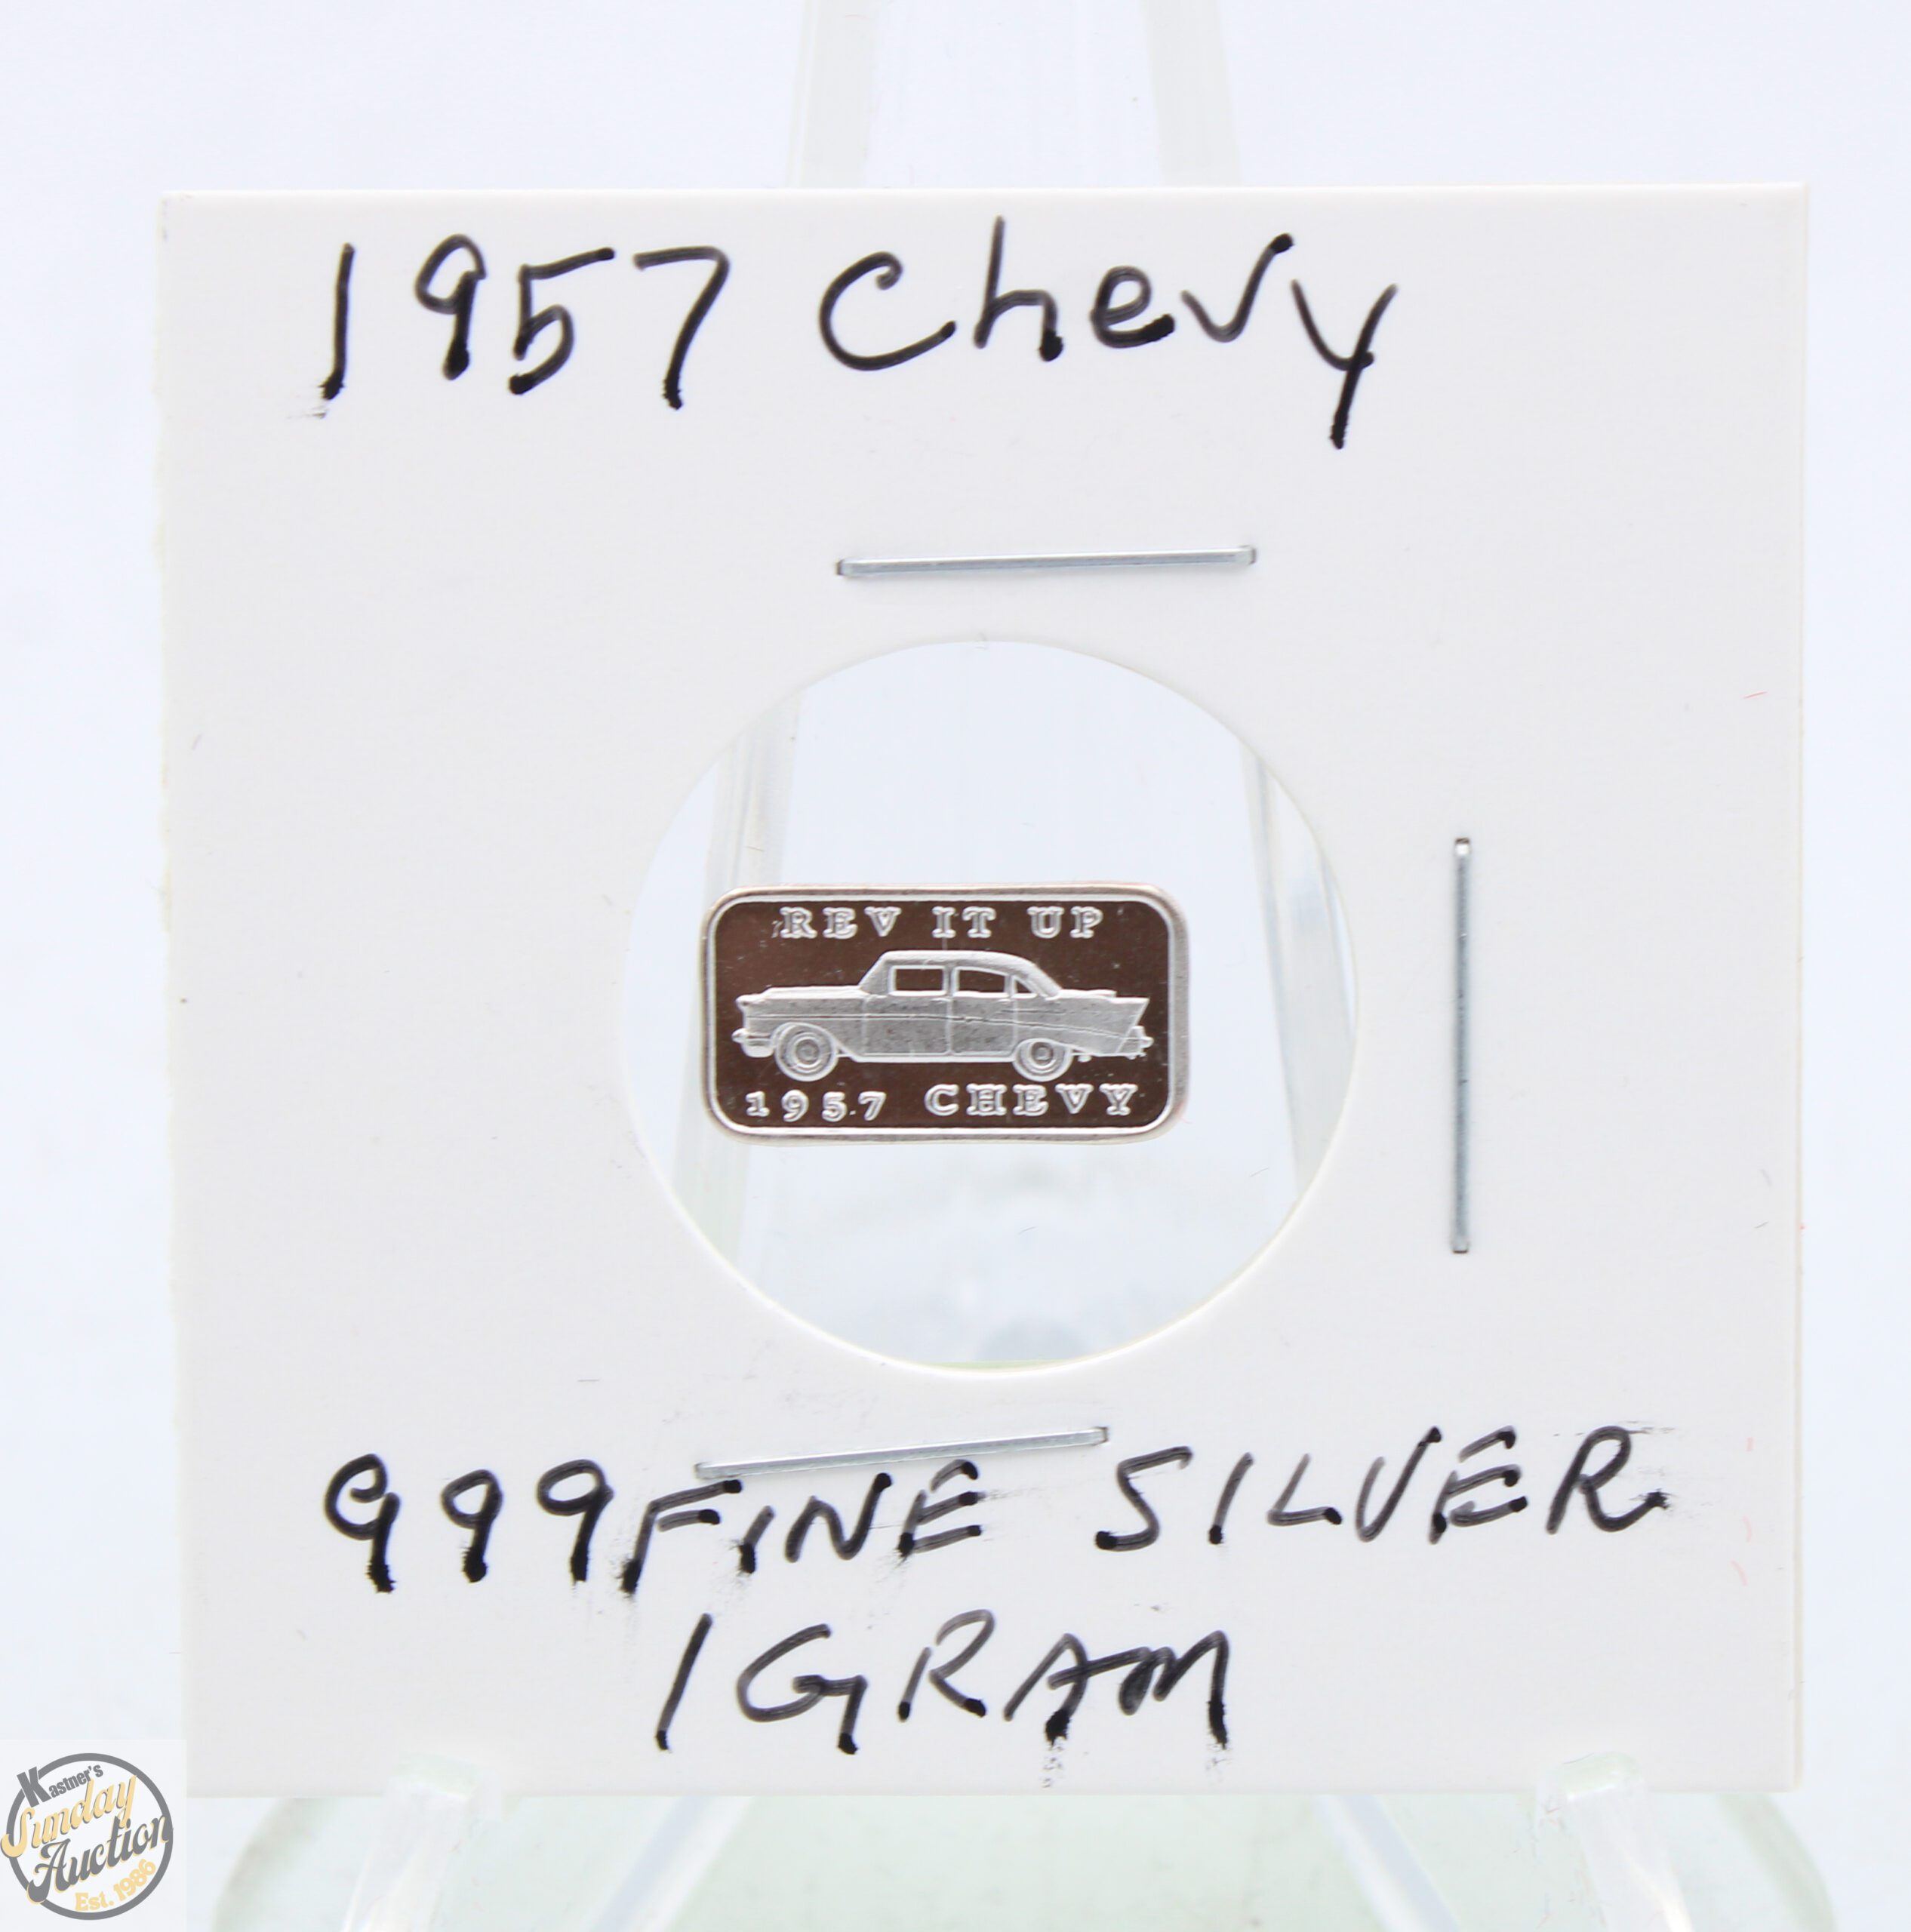 1957 Chevy
REV IT UP
1957 CHEVY
999 FINE SILVER
1 GRAM
Kastner's
Sunday
Auction
Est. 1986